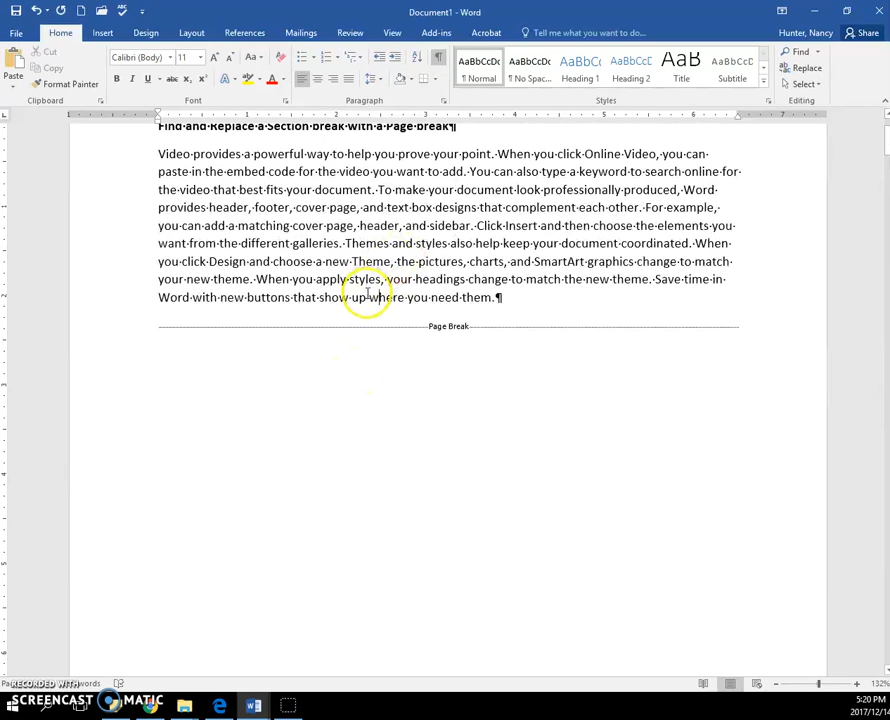 Document1 - Word
Hunter, Nancy
Share
File Home Insert Design Layout References Mailings Review View Add-ins Acrobat Tell me what you want to do
Cut
Copy
Format Painter
Paste
Clipboard
Calibri (Body) 11
Font
Paragraph
AaBbCcDc AaBbCcDc AaBbC AaBbCc AaB AaBbCcD
¶ Normal ¶ No Spac... Heading 1 Heading 2 Title Subtitle
Styles
Find
Replace
Select
Editing
1 2 3 4 5 6 7
Find·and·Replace·a·Section·break·with·a·Page·break¶
Video·provides·a·powerful·way·to·help·you·prove·your·point.·When·you·click·Online·Video,·you·can·
paste·in·the·embed·code·for·the·video·you·want·to·add.·You·can·also·type·a·keyword·to·search·online·for·
the·video·that·best·fits·your·document.·To·make·your·document·look·professionally·produced,·Word·
provides·header,·footer,·cover·page,·and·text·box·designs·that·complement·each·other.·For·example,·
you·can·add·a·matching·cover·page,·header,·and·sidebar.·Click·Insert·and·then·choose·the·elements·you·
want·from·the·different·galleries.·Themes·and·styles·also·help·keep·your·document·coordinated.·When·
you·click·Design·and·choose·a·new·Theme,·the·pictures,·charts,·and·SmartArt·graphics·change·to·match·
your·new·theme.·When·you·apply·styles,·your·headings·change·to·match·the·new·theme.·Save·time·in·
Word·with·new·buttons·that·show·up·where·you·need·them.¶
Page Break
RECORDED WITH
words
132%
SCREENCAST MATIC
5:20 PM
2017/12/14